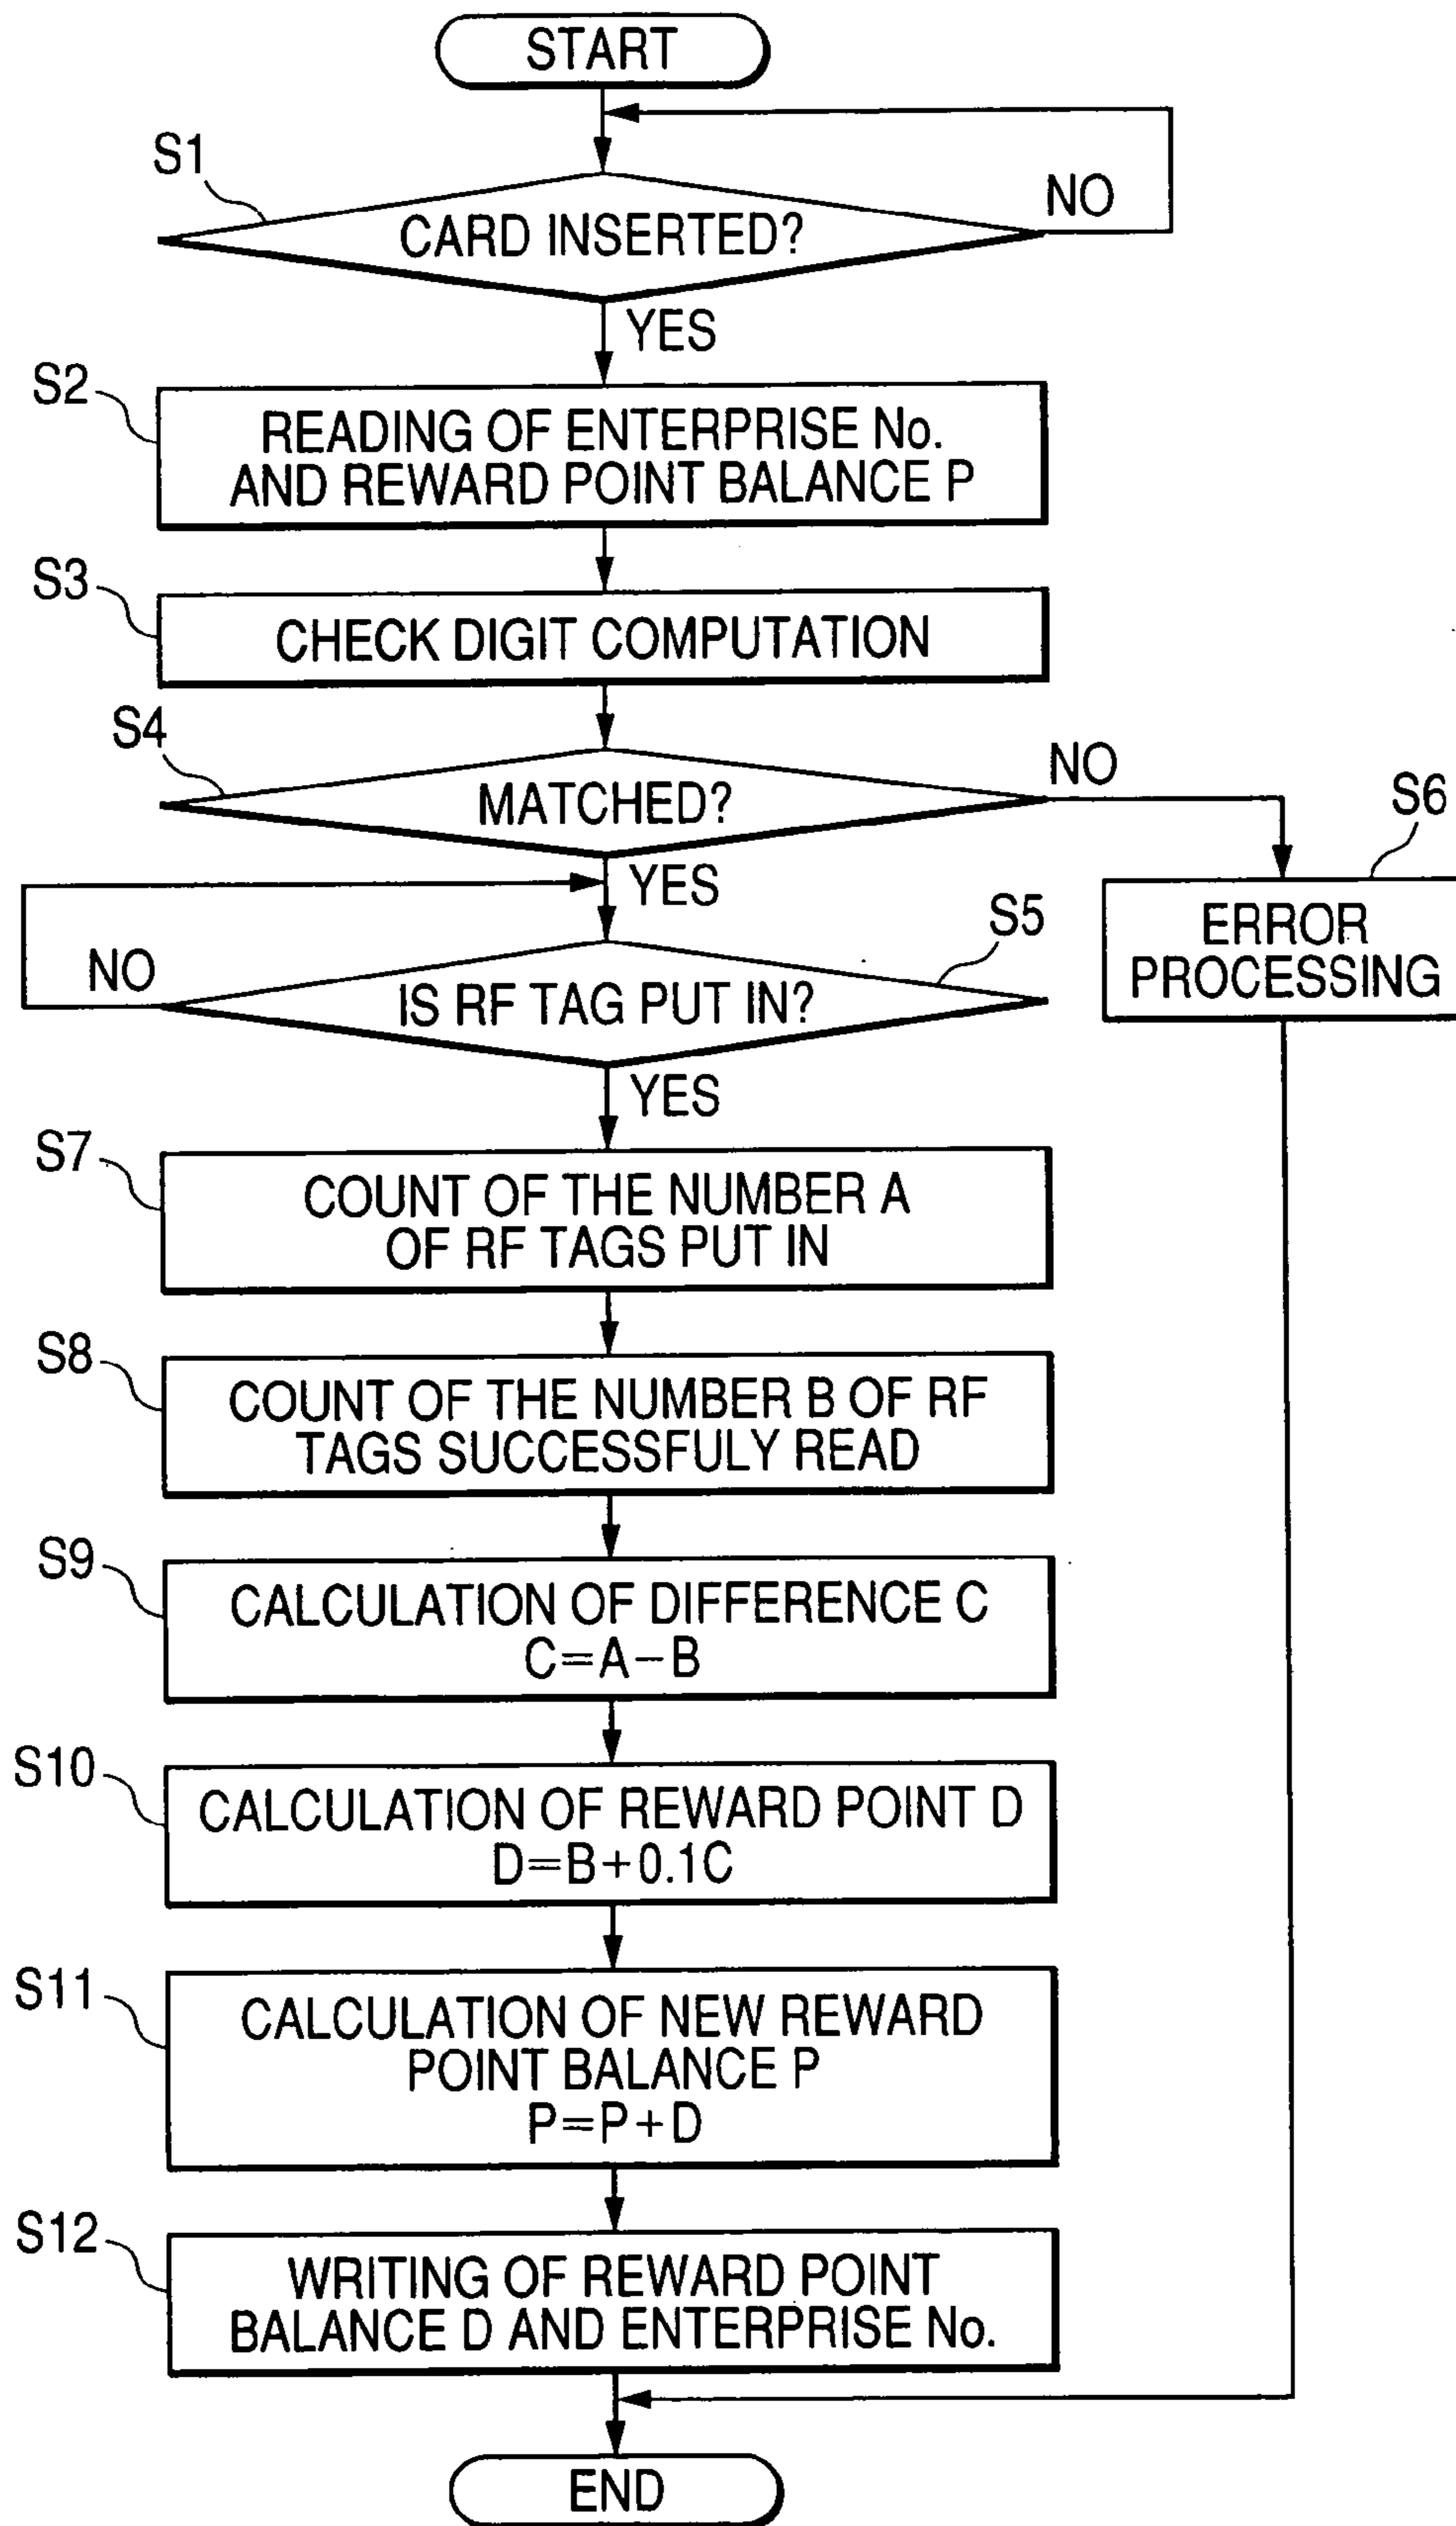 START
S1
CARD INSERTED?
NO
YES
S2
READING OF ENTERPRISE No.
AND REWARD POINT BALANCE P
S3
CHECK DIGIT COMPUTATION
S4
MATCHED?
NO
YES
S6
ERROR
PROCESSING
S5
NO
IS RF TAG PUT IN?
YES
S7
COUNT OF THE NUMBER A
OF RF TAGS PUT IN
S8
COUNT OF THE NUMBER B OF RF
TAGS SUCCESSFULY READ
S9
CALCULATION OF DIFFERENCE C
C=A−B
S10
CALCULATION OF REWARD POINT D
D=B+0.1C
S11
CALCULATION OF NEW REWARD
POINT BALANCE P
P=P+D
S12
WRITING OF REWARD POINT
BALANCE D AND ENTERPRISE No.
END